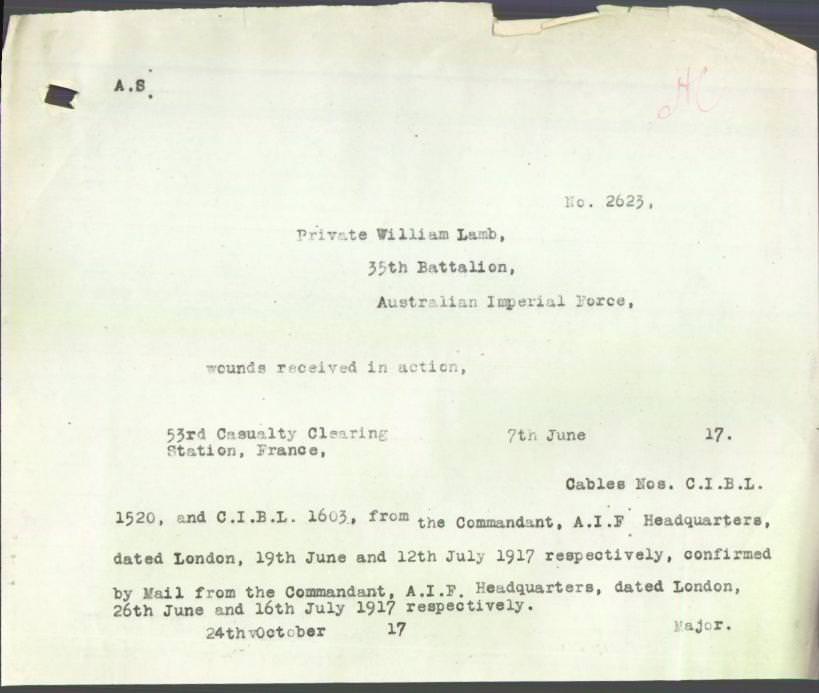 A.S.
HC
No. 2623,
Private William Lamb,
35th Battalion,
Australian Imperial Force,
wounds received in action,
53rd Casualty Clearing 7th June 17.
Station, France,
Cables Nos. C.I.B.L.
1520, and C.I.B.L. 1603, from the Commandant, A.I.F Headquarters,
dated London, 19th June and 12th July 1917 respectively, confirmed
by Mail from the Commandant, A.I.F. Headquarters, dated London,
26th June and 16th July 1917 respectively.
24thvOctober 17 Major.